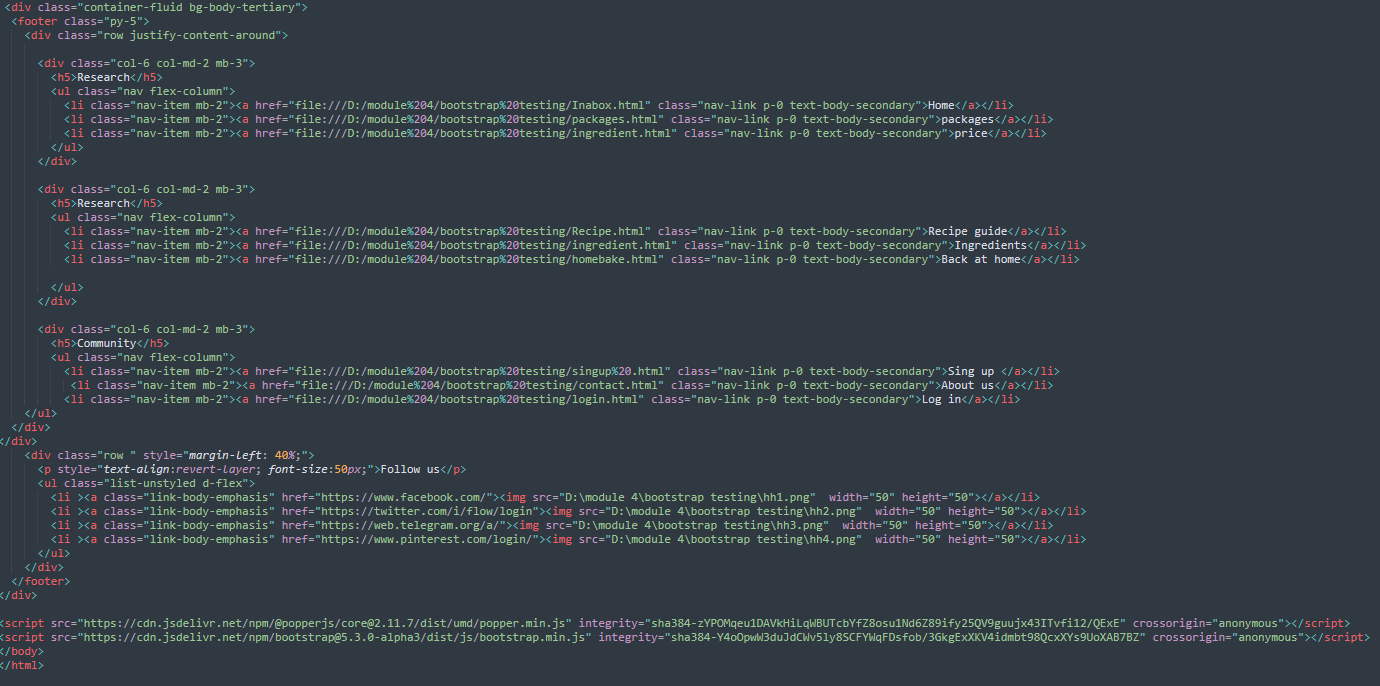 <div class="container-fluid bg-body-tertiary">
<footer class="py-5">
<div class="row justify-content-around">
<div class="col-6 col-md-2 mb-3">
<h5>Research</h5>
<ul class="nav flex-column">
<li class="nav-item mb-2"><a href="file:///D:/module%204/bootstrap%20testing/Inabox.html" class="nav-link p-0 text-body-secondary">Home</a></li>
<li class="nav-item mb-2"><a href="file:///D:/module%204/bootstrap%20testing/packages.html" class="nav-link p-0 text-body-secondary">packages</a></li>
<li class="nav-item mb-2"><a href="file:///D:/module%204/bootstrap%20testing/ingredient.html" class="nav-link p-0 text-body-secondary">price</a></li>
</ul>
</div>
<div class="col-6 col-md-2 mb-3">
<h5>Research</h5>
<ul class="nav flex-column">
<li class="nav-item mb-2"><a href="file:///D:/module%204/bootstrap%20testing/Recipe.html" class="nav-link p-0 text-body-secondary">Recipe guide</a></li>
<li class="nav-item mb-2"><a href="file:///D:/module%204/bootstrap%20testing/ingredient.html" class="nav-link p-0 text-body-secondary">Ingredients</a></li>
<li class="nav-item mb-2"><a href="file:///D:/module%204/bootstrap%20testing/homebake.html" class="nav-link p-0 text-body-secondary">Back at home</a></li>
</ul>
</div>
<div class="col-6 col-md-2 mb-3">
<h5>Community</h5>
<ul class="nav flex-column">
<li class="nav-item mb-2"><a href="file:///D:/module%204/bootstrap%20testing/singup%20.html" class="nav-link p-0 text-body-secondary">Sing up </a></li>
<li class="nav-item mb-2"><a href="file:///D:/module%204/bootstrap%20testing/contact.html" class="nav-link p-0 text-body-secondary">About us</a></li>
<li class="nav-item mb-2"><a href="file:///D:/module%204/bootstrap%20testing/login.html" class="nav-link p-0 text-body-secondary">Log in</a></li>
</ul>
</div>
</div>
<div class="row " style="margin-left: 40%;">
<p style="text-align:revert-layer; font-size:50px;">Follow us</p>
<ul class="list-unstyled d-flex">
<li ><a class="link-body-emphasis" href="https://www.facebook.com/"><img src="D:\module 4\bootstrap testing\hh1.png"  width="50" height="50"></a></li>
<li ><a class="link-body-emphasis" href="https://twitter.com/i/flow/login"><img src="D:\module 4\bootstrap testing\hh2.png"  width="50" height="50"></a></li>
<li ><a class="link-body-emphasis" href="https://web.telegram.org/a/"><img src="D:\module 4\bootstrap testing\hh3.png"  width="50" height="50"></a></li>
<li ><a class="link-body-emphasis" href="https://www.pinterest.com/login/"><img src="D:\module 4\bootstrap testing\hh4.png"  width="50" height="50"></a></li>
</ul>
</div>
</footer>
</div>
<script src="https://cdn.jsdelivr.net/npm/@popperjs/core@2.11.7/dist/umd/popper.min.js" integrity="sha384-zYPOMqeu1DAVkHiLqWBUTcbYfZ8osu1Nd6Z89ify25QV9guujx43ITvfi12/QExE" crossorigin="anonymous"></script>
<script src="https://cdn.jsdelivr.net/npm/bootstrap@5.3.0-alpha3/dist/js/bootstrap.min.js" integrity="sha384-Y4oOpwW3duJdCWv5ly8SCFYWqFDsfob/3GkgExXKV4idmbt98QcxXYs9UoXAB7BZ" crossorigin="anonymous"></script>
</body>
</html>